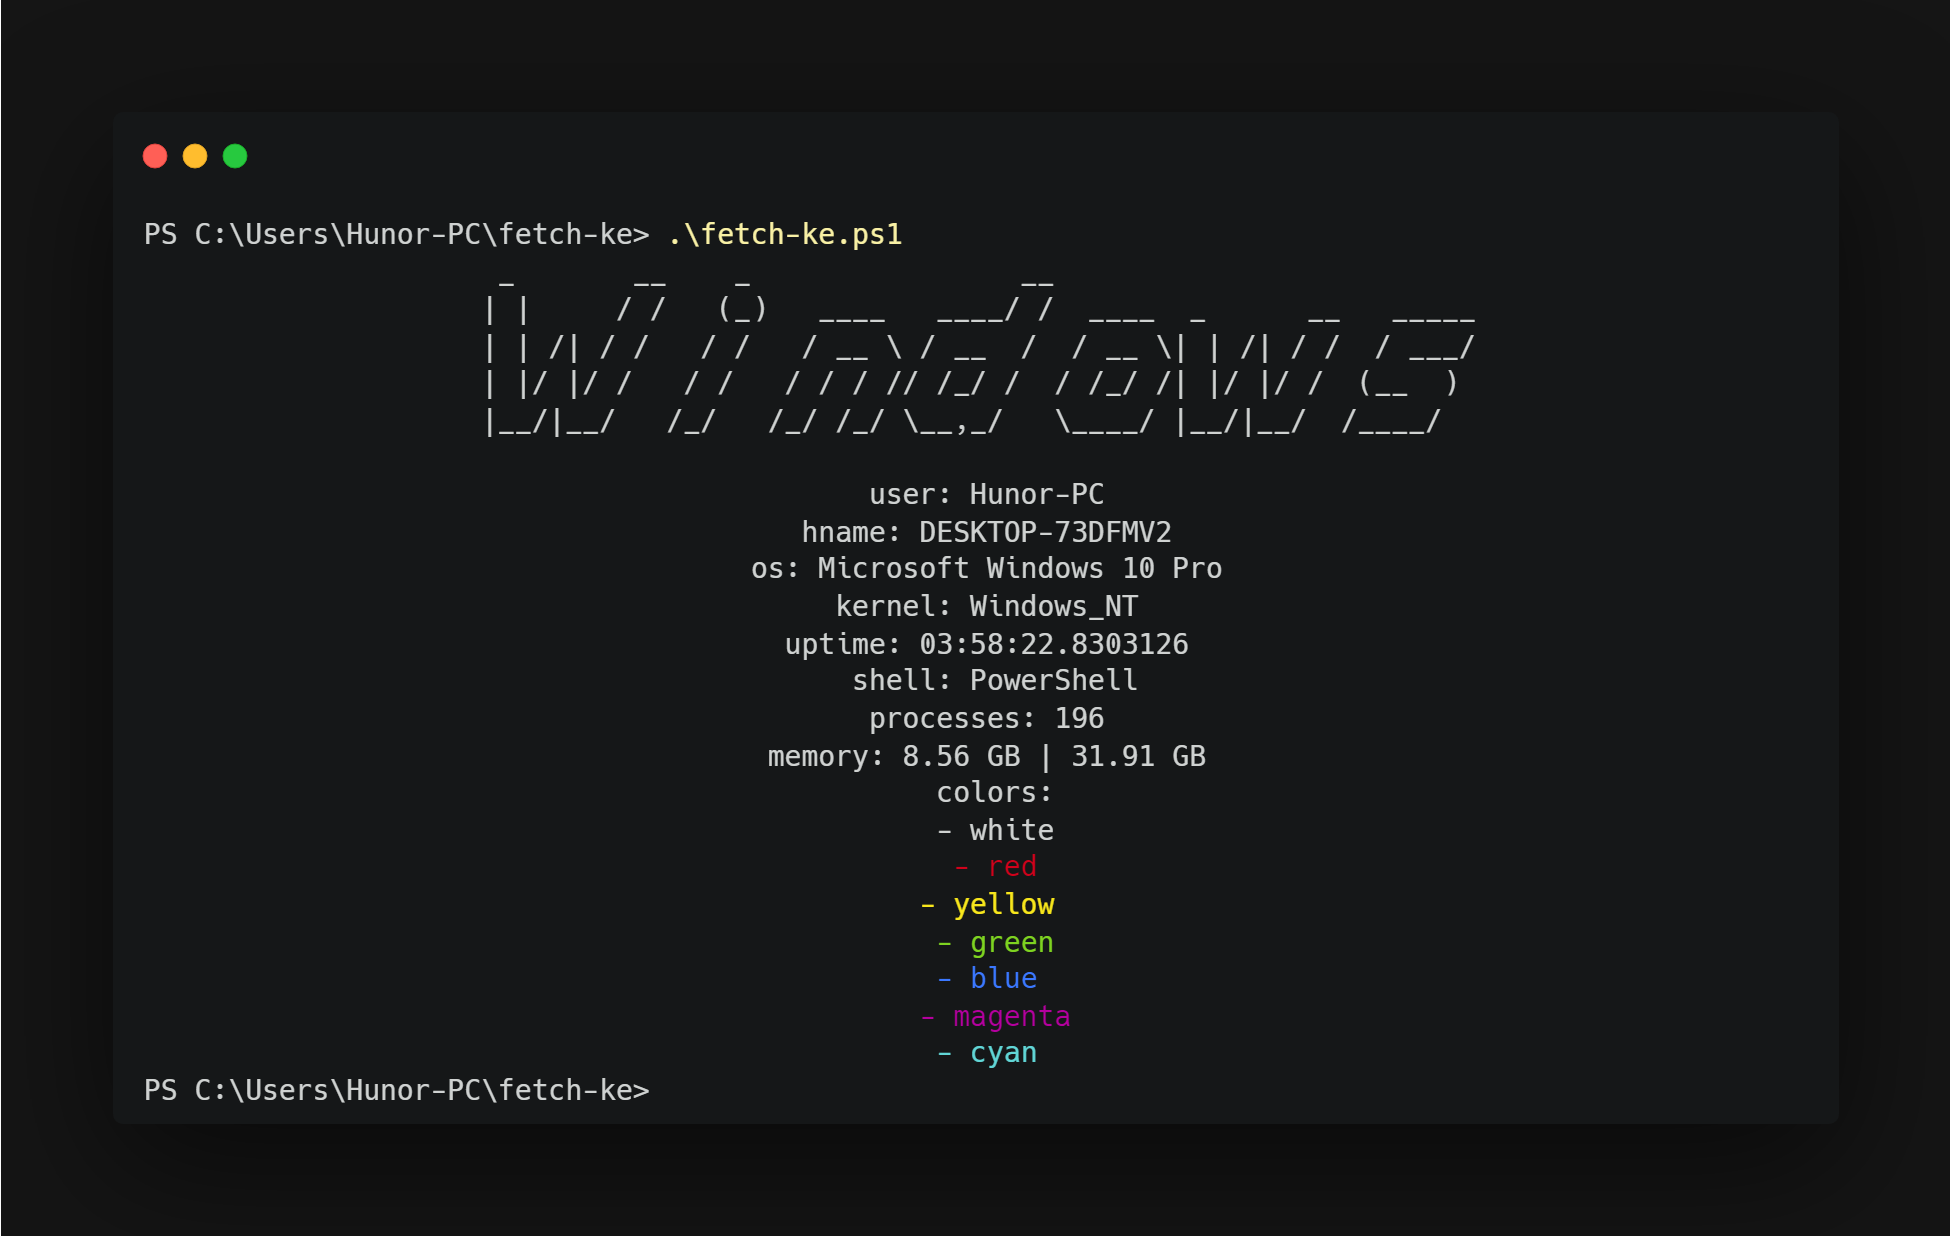 PS C:\Users\Hunor-PC\fetch-ke> .\fetch-ke.ps1
 _       __    _                __
| |     / /   (_)   ____   ____/ /  ____  _      __   _____
| | /| / /   / /   / __ \ / __  /  / __ \| | /| / /  / ___/
| |/ |/ /   / /   / / / // /_/ /  / /_/ /| |/ |/ /  (__  )
|__/|__/   /_/   /_/ /_/ \__,_/   \____/ |__/|__/  /____/
user: Hunor-PC
hname: DESKTOP-73DFMV2
os: Microsoft Windows 10 Pro
kernel: Windows_NT
uptime: 03:58:22.8303126
shell: PowerShell
processes: 196
memory: 8.56 GB | 31.91 GB
colors:
- white
- red
- yellow
- green
- blue
- magenta
- cyan
PS C:\Users\Hunor-PC\fetch-ke>